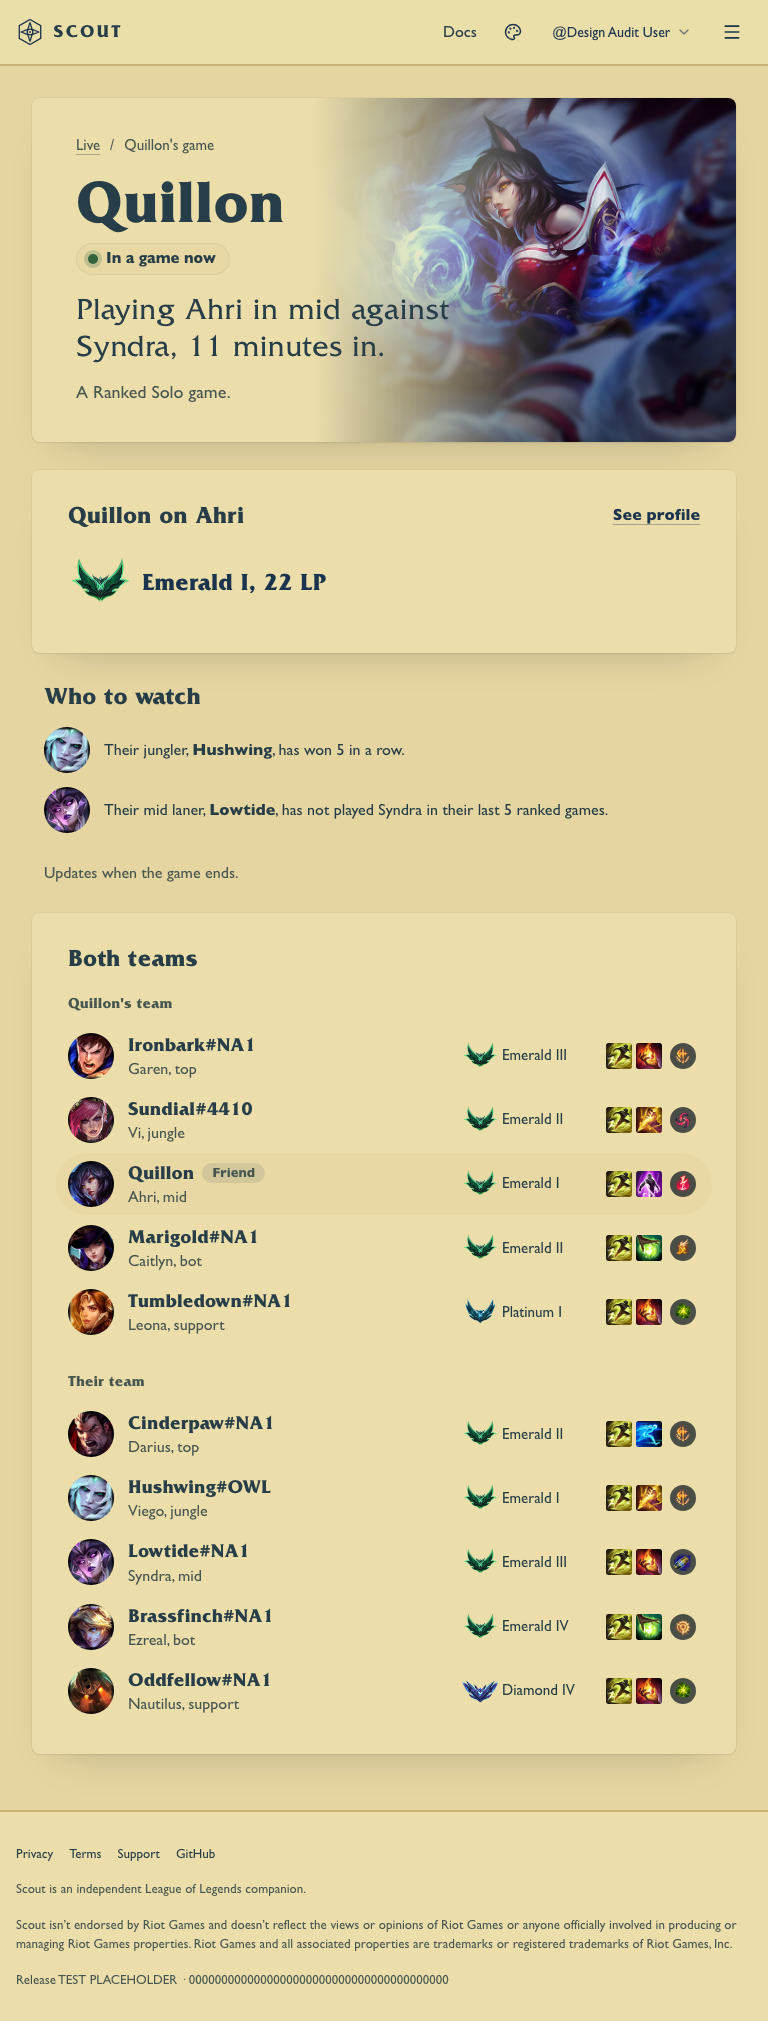 SCOUT
Docs
@Design Audit User
Live / Quillon's game
Quillon
In a game now
Playing Ahri in mid against
Syndra, 11 minutes in.
A Ranked Solo game.
Quillon on Ahri
See profile
Emerald I, 22 LP
Who to watch
Their jungler, Hushwing, has won 5 in a row.
Their mid laner, Lowtide, has not played Syndra in their last 5 ranked games.
Updates when the game ends.
Both teams
Quillon's team
Ironbark#NA1
Garen, top
Emerald III
Sundial#4410
Vi, jungle
Emerald II
Quillon Friend
Ahri, mid
Emerald I
Marigold#NA1
Caitlyn, bot
Emerald II
Tumbledown#NA1
Leona, support
Platinum I
Their team
Cinderpaw#NA1
Darius, top
Emerald II
Hushwing#OWL
Viego, jungle
Emerald I
Lowtide#NA1
Syndra, mid
Emerald III
Brassfinch#NA1
Ezreal, bot
Emerald IV
Oddfellow#NA1
Nautilus, support
Diamond IV
Privacy Terms Support GitHub
Scout is an independent League of Legends companion.
Scout isn't endorsed by Riot Games and doesn't reflect the views or opinions of Riot Games or anyone officially involved in producing or
managing Riot Games properties. Riot Games and all associated properties are trademarks or registered trademarks of Riot Games, Inc.
Release TEST PLACEHOLDER · 0000000000000000000000000000000000000000